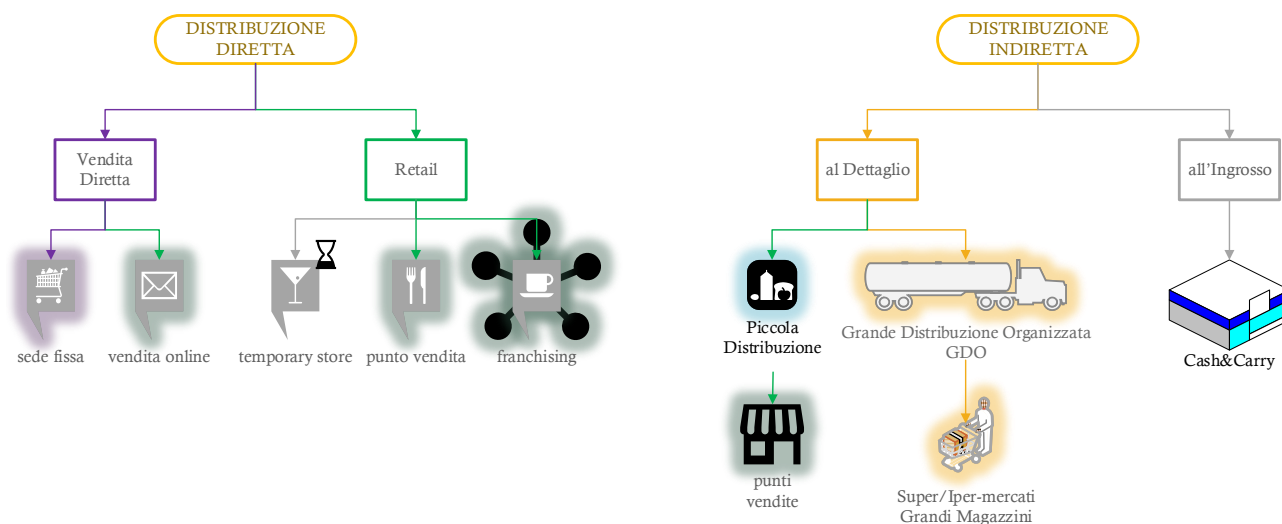 DISTRIBUZIONE
DIRETTA
Vendita
Diretta
Retail
sede fissa
vendita online
temporary store
punto vendita
franchising
DISTRIBUZIONE
INDIRETTA
al Dettaglio
all'Ingrosso
Piccola
Distribuzione
Grande Distribuzione Organizzata
GDO
Cash&Carry
punti
vendite
Super/Iper-mercati
Grandi Magazzini